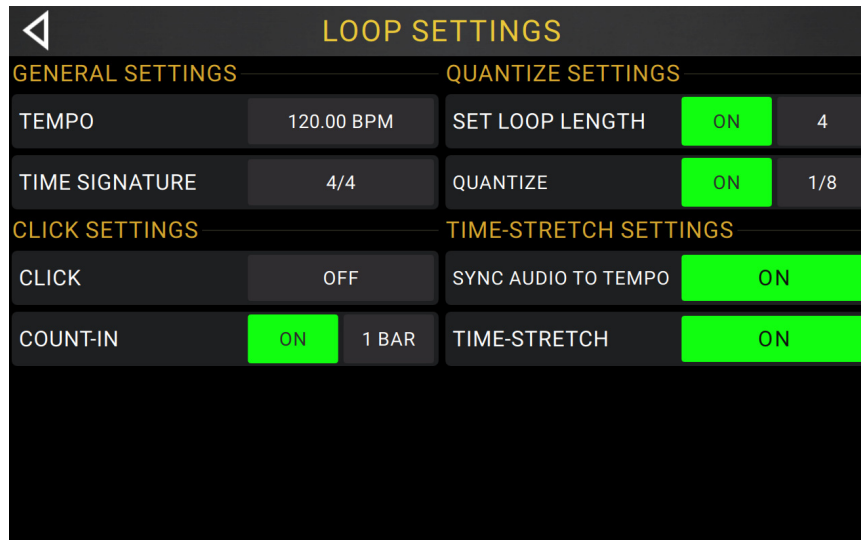 LOOP SETTINGS
GENERAL SETTINGS
TEMPO 120.00 BPM
TIME SIGNATURE 4/4
CLICK SETTINGS
CLICK OFF
COUNT-IN ON 1 BAR
QUANTIZE SETTINGS
SET LOOP LENGTH ON 4
QUANTIZE ON 1/8
TIME-STRETCH SETTINGS
SYNC AUDIO TO TEMPO ON
TIME-STRETCH ON